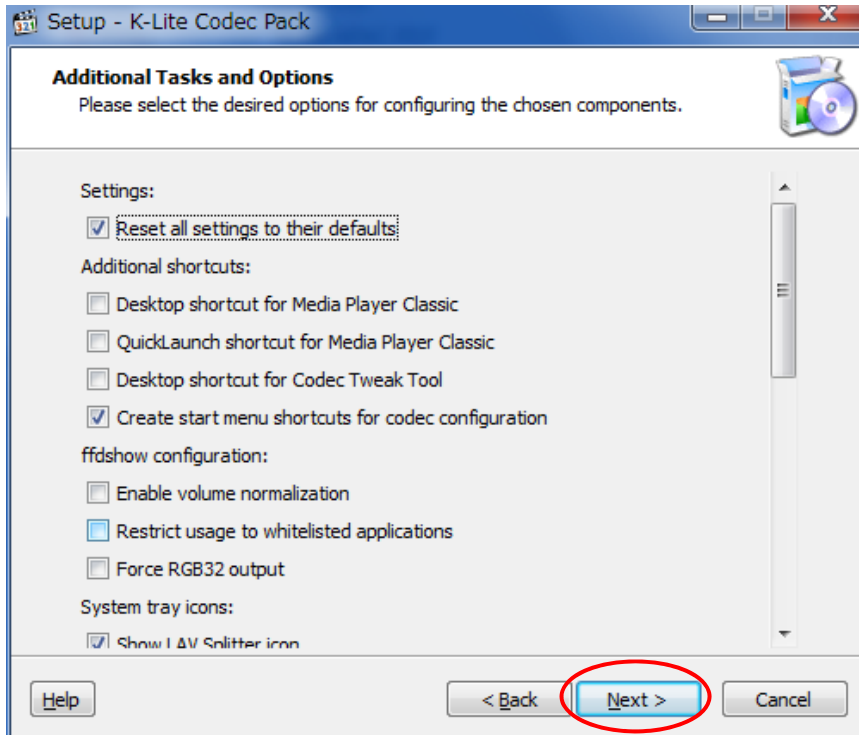 Setup - K-Lite Codec Pack
Additional Tasks and Options
Please select the desired options for configuring the chosen components.
Settings:
Reset all settings to their defaults
Additional shortcuts:
Desktop shortcut for Media Player Classic
QuickLaunch shortcut for Media Player Classic
Desktop shortcut for Codec Tweak Tool
Create start menu shortcuts for codec configuration
ffdshow configuration:
Enable volume normalization
Restrict usage to whitelisted applications
Force RGB32 output
System tray icons:
Show LAV Splitter icon
Help < Back Next > Cancel